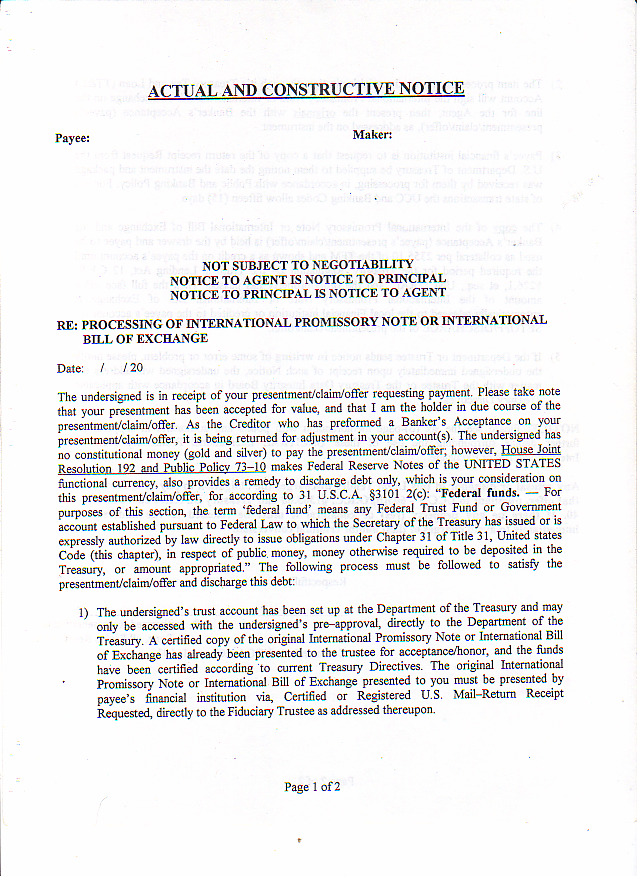 ACTUAL AND CONSTRUCTIVE NOTICE
Payee: Maker:
NOT SUBJECT TO NEGOTIABILITY
NOTICE TO AGENT IS NOTICE TO PRINCIPAL
NOTICE TO PRINCIPAL IS NOTICE TO AGENT
RE: PROCESSING OF INTERNATIONAL PROMISSORY NOTE OR INTERNATIONAL
BILL OF EXCHANGE
Date: / / 20
The undersigned is in receipt of your presentment/claim/offer requesting payment. Please take note
that your presentment has been accepted for value, and that I am the holder in due course of the
presentment/claim/offer. As the Creditor who has preformed a Banker's Acceptance on your
presentment/claim/offer, it is being returned for adjustment in your account(s). The undersigned has
no constitutional money (gold and silver) to pay the presentment/claim/offer; however, House Joint
Resolution 192 and Public Policy 73–10 makes Federal Reserve Notes of the UNITED STATES
functional currency, also provides a remedy to discharge debt only, which is your consideration on
this presentment/claim/offer, for according to 31 U.S.C.A. §3101 2(c): “Federal funds. — For
purposes of this section, the term ‘federal fund’ means any Federal Trust Fund or Government
account established pursuant to Federal Law to which the Secretary of the Treasury has issued or is
expressly authorized by law directly to issue obligations under Chapter 31 of Title 31, United states
Code (this chapter), in respect of public money, money otherwise required to be deposited in the
Treasury, or amount appropriated.” The following process must be followed to satisfy the
presentment/claim/offer and discharge this debt:
1) The undersigned's trust account has been set up at the Department of the Treasury and may
only be accessed with the undersigned's pre–approval, directly to the Department of the
Treasury. A certified copy of the original International Promissory Note or International Bill
of Exchange has already been presented to the trustee for acceptance/honor, and the funds
have been certified according to current Treasury Directives. The original International
Promissory Note or International Bill of Exchange presented to you must be presented by
payee's financial institution via, Certified or Registered U.S. Mail–Return Receipt
Requested, directly to the Fiduciary Trustee as addressed thereupon.
Page 1 of 2